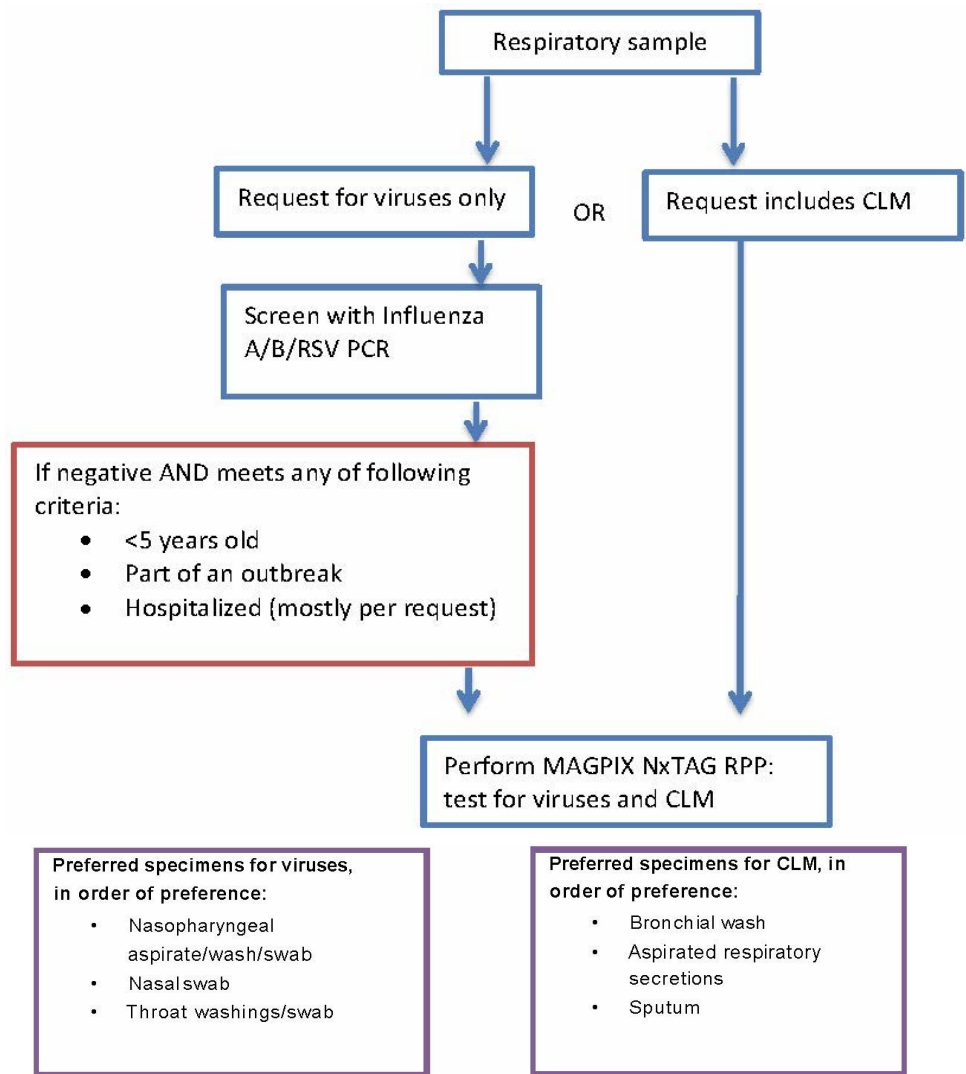 Respiratory sample
Request for viruses only
OR
Request includes CLM
Screen with Influenza
A/B/RSV PCR
If negative AND meets any of following
criteria:
• <5 years old
• Part of an outbreak
• Hospitalized (mostly per request)
Perform MAGPIX NxTAG RPP:
test for viruses and CLM
Preferred specimens for viruses,
in order of preference:
• Nasopharyngeal
aspirate/wash/swab
• Nasal swab
• Throat washings/swab
Preferred specimens for CLM, in
order of preference:
• Bronchial wash
• Aspirated respiratory
secretions
• Sputum